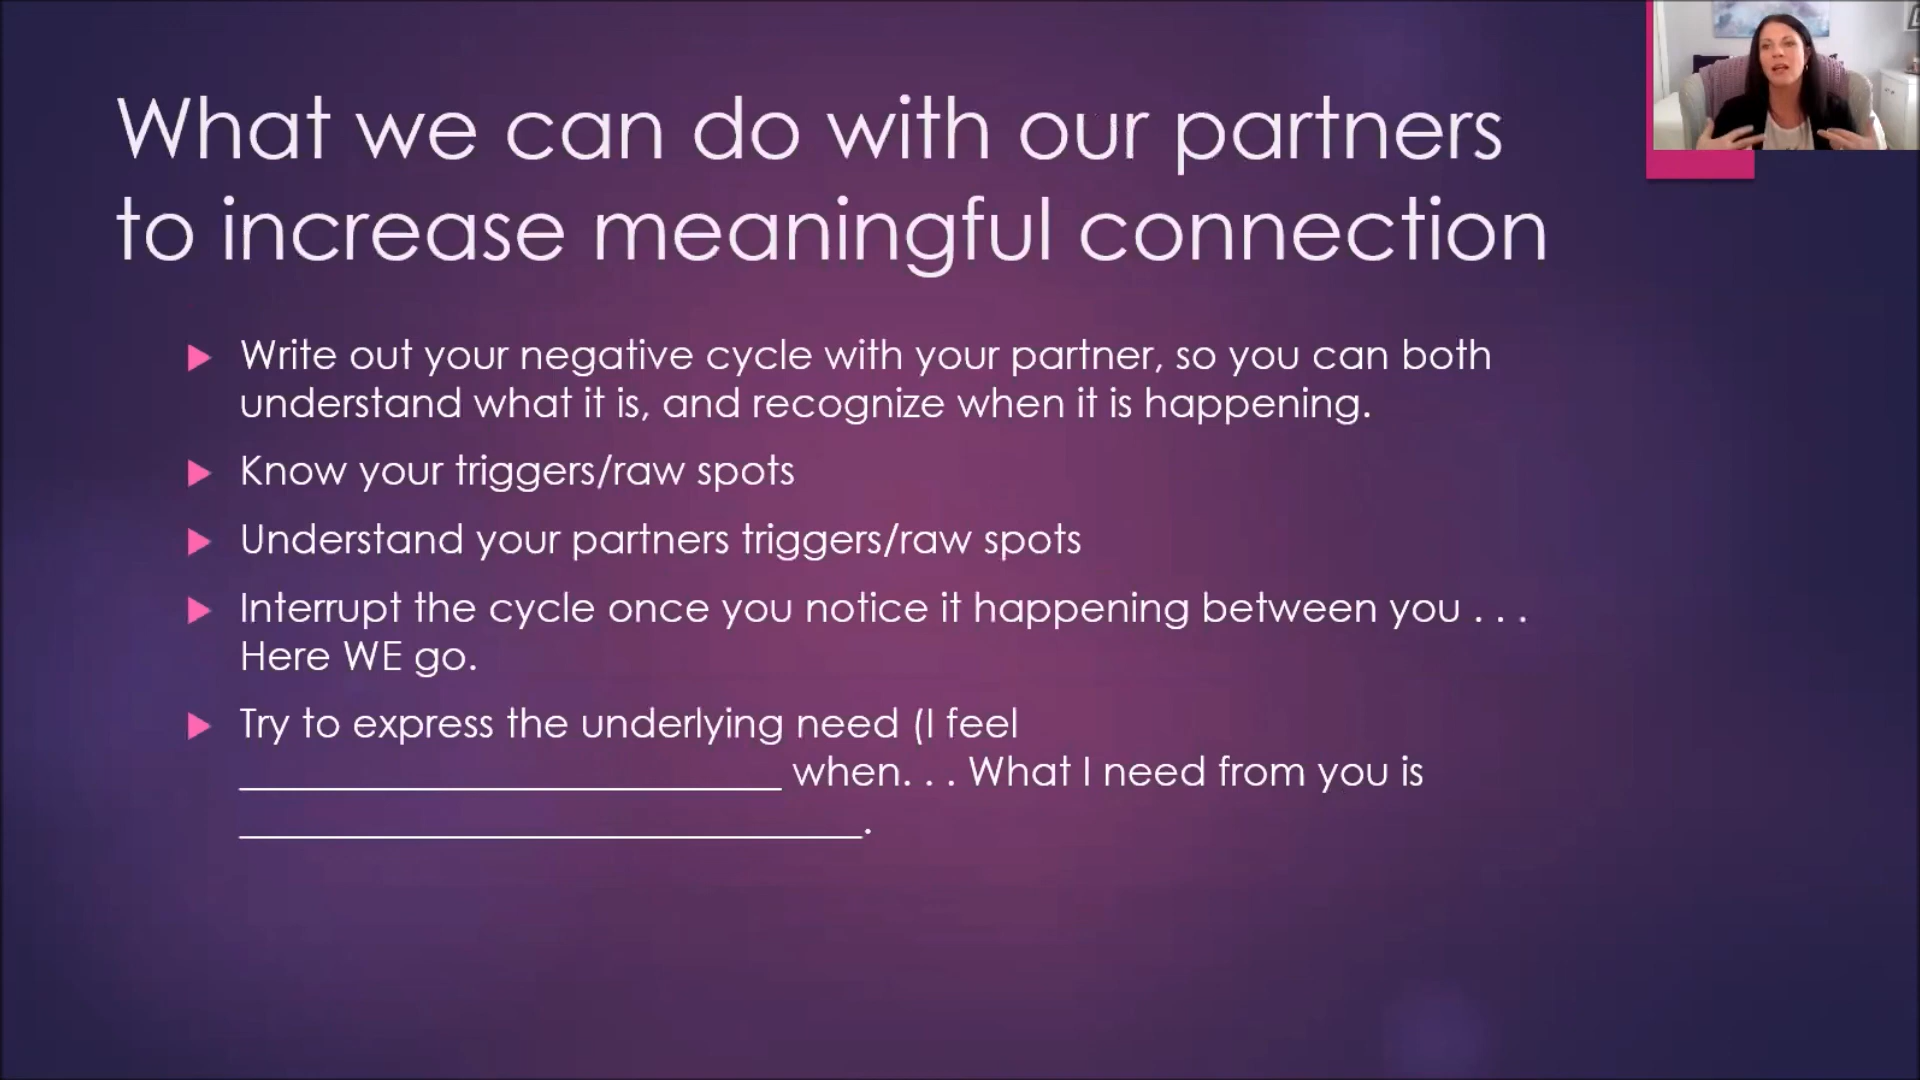 What we can do with our partners
to increase meaningful connection
Write out your negative cycle with your partner, so you can both
understand what it is, and recognize when it is happening.
Know your triggers/raw spots
Understand your partners triggers/raw spots
Interrupt the cycle once you notice it happening between you . . .
Here WE go.
Try to express the underlying need (I feel
__________________________ when. . . What I need from you is
______________________________.